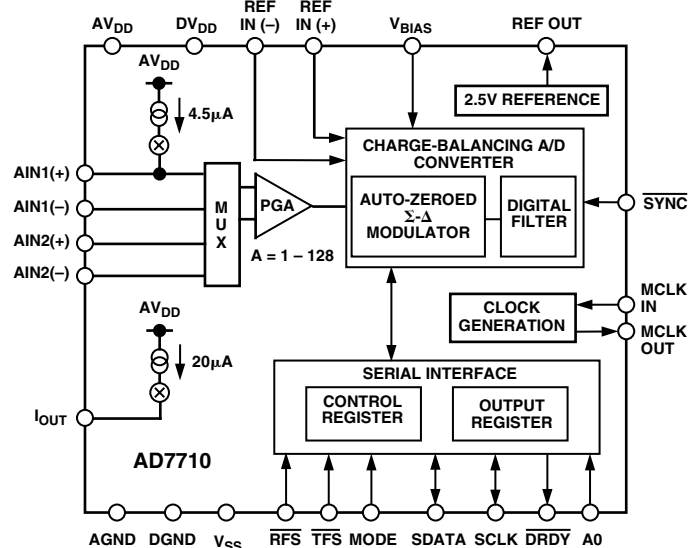 AVDD
DVDD
REF
IN (–)
REF
IN (+)
VBIAS
REF OUT
AVDD
4.5μA
2.5V REFERENCE
AIN1(+)
AIN1(–)
AIN2(+)
AIN2(–)
M
U
X
PGA
A = 1 – 128
CHARGE-BALANCING A/D
CONVERTER
AUTO-ZEROED
Σ-Δ
MODULATOR
DIGITAL
FILTER
SYNC
AVDD
20μA
IOUT
CLOCK
GENERATION
MCLK
IN
MCLK
OUT
SERIAL INTERFACE
CONTROL
REGISTER
OUTPUT
REGISTER
AD7710
AGND
DGND
VSS
RFS
TFS
MODE
SDATA
SCLK
DRDY
A0